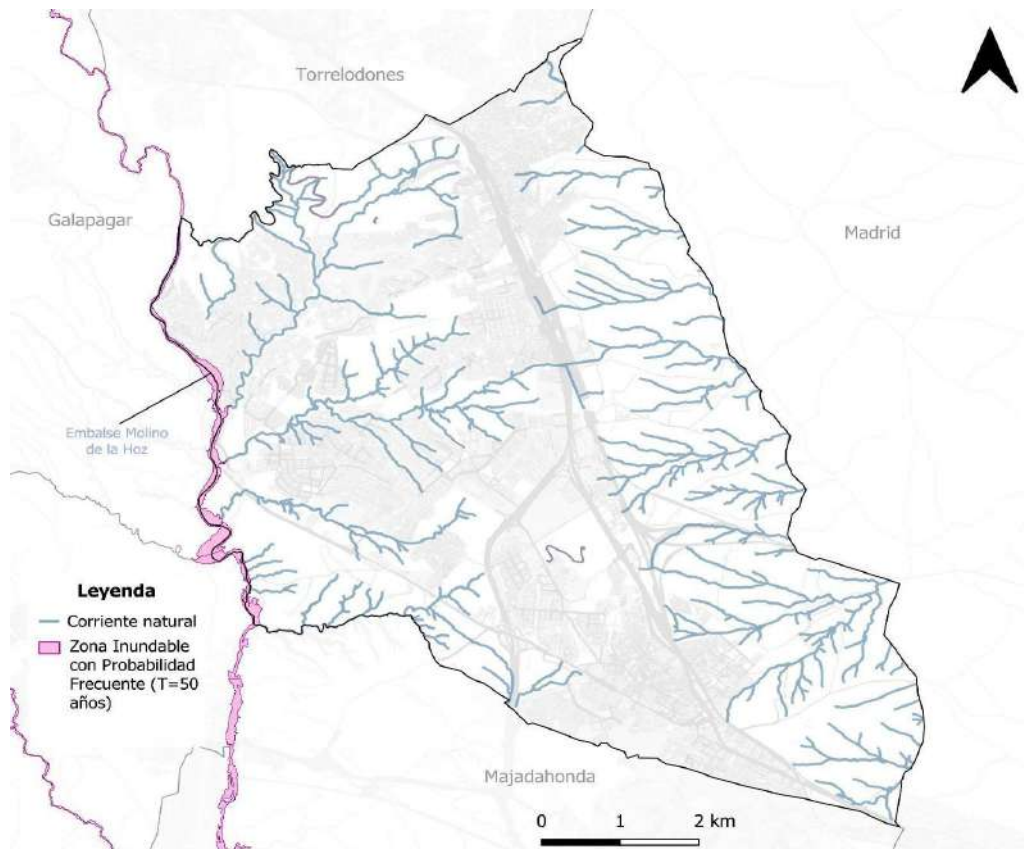 Torrelodones
Galapagar
Madrid
Embalse Molino
de la Hoz
Leyenda
Corriente natural
Zona Inundable
con Probabilidad
Frecuente (T=50
años)
Majadahonda
0 1 2 km